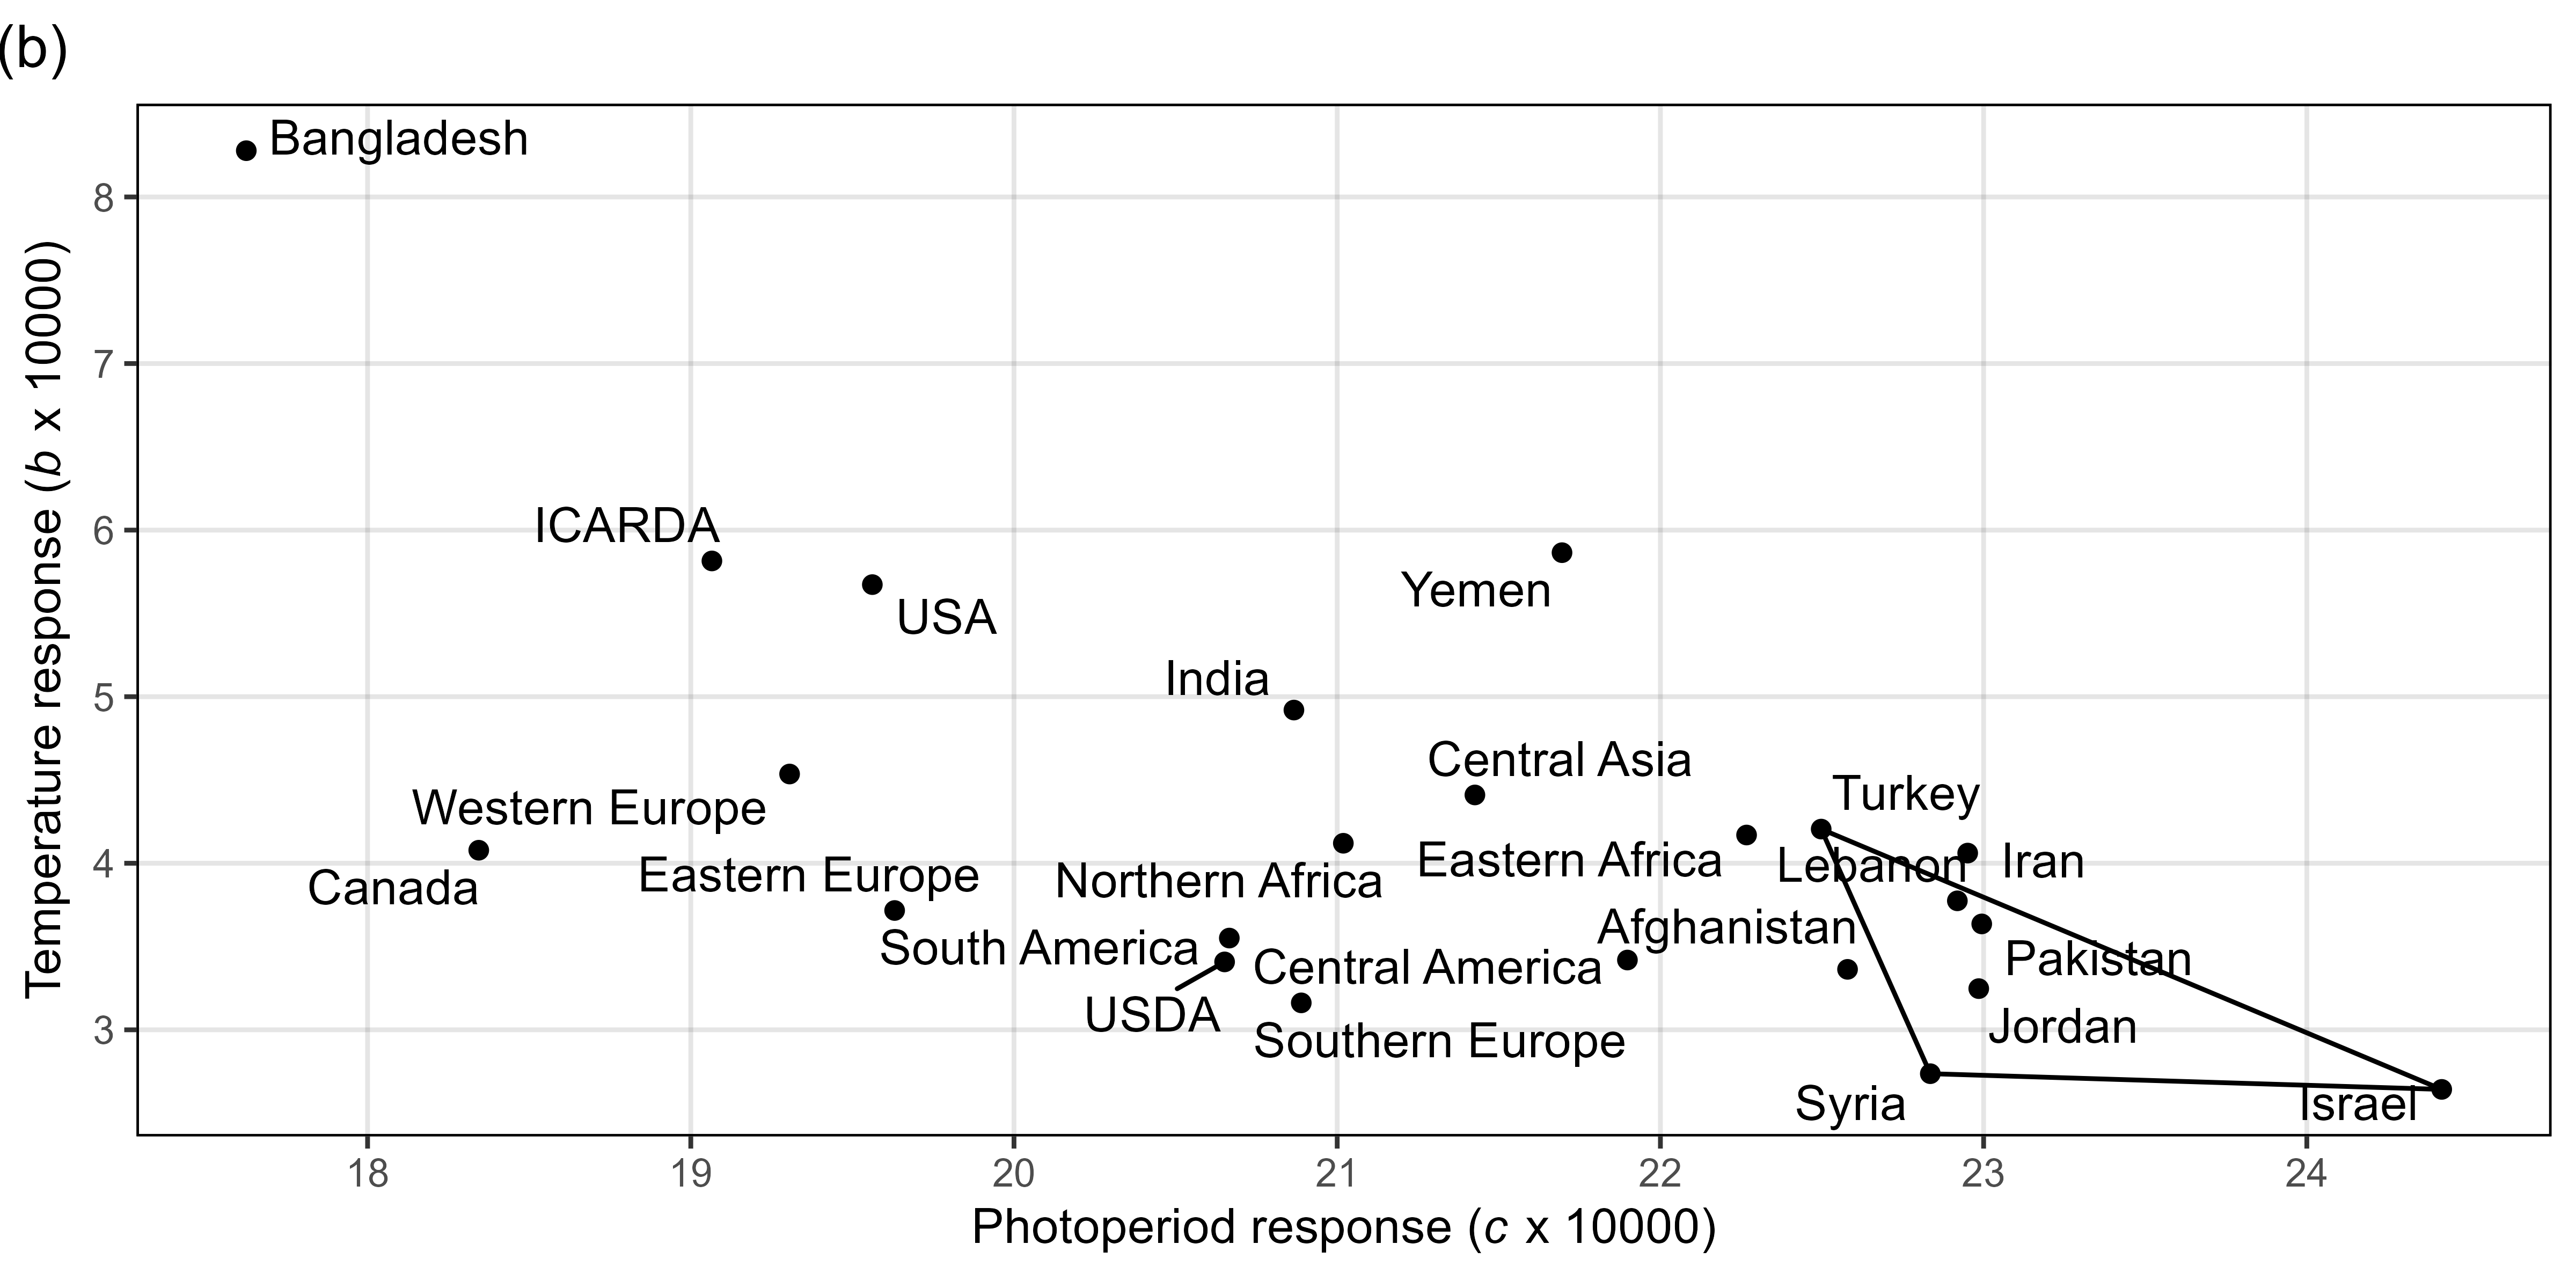 (b)
Temperature response (b x 10000)
8
7
6
5
4
3
Bangladesh
ICARDA
USA
Yemen
India
Central Asia
Western Europe
Turkey
Canada
Eastern Europe
Northern Africa
Eastern Africa
Lebanon
Iran
South America
Afghanistan
Central America
Pakistan
USDA
Southern Europe
Jordan
Syria
Israel
18 19 20 21 22 23 24
Photoperiod response (c x 10000)